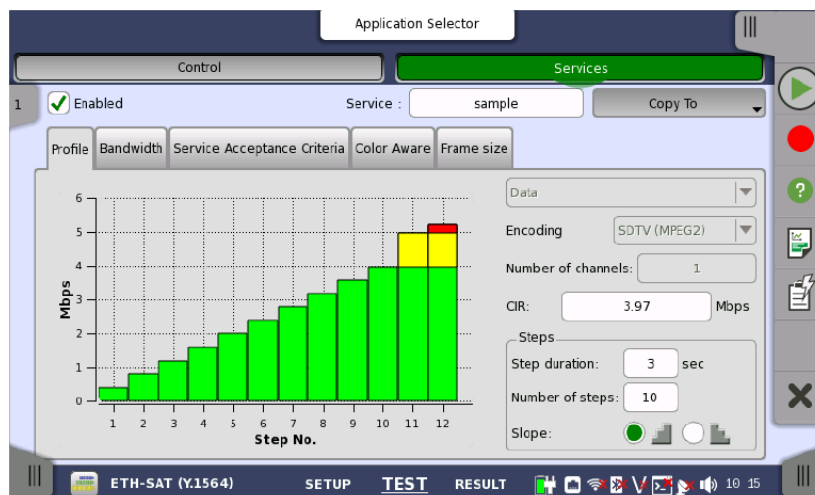 Application Selector
Control
Services
1
Enabled
Service :
sample
Copy To
Profile
Bandwidth
Service Acceptance Criteria
Color Aware
Frame size
Data
Encoding
SDTV (MPEG2)
Number of channels:
1
CIR:
3.97
Mbps
Steps
Step duration:
3
sec
Number of steps:
10
Slope:
6
5
4
3
2
1
0
Mbps
1 2 3 4 5 6 7 8 9 10 11 12
Step No.
?
ETH-SAT (Y.1564)
SETUP
TEST
RESULT
10 15